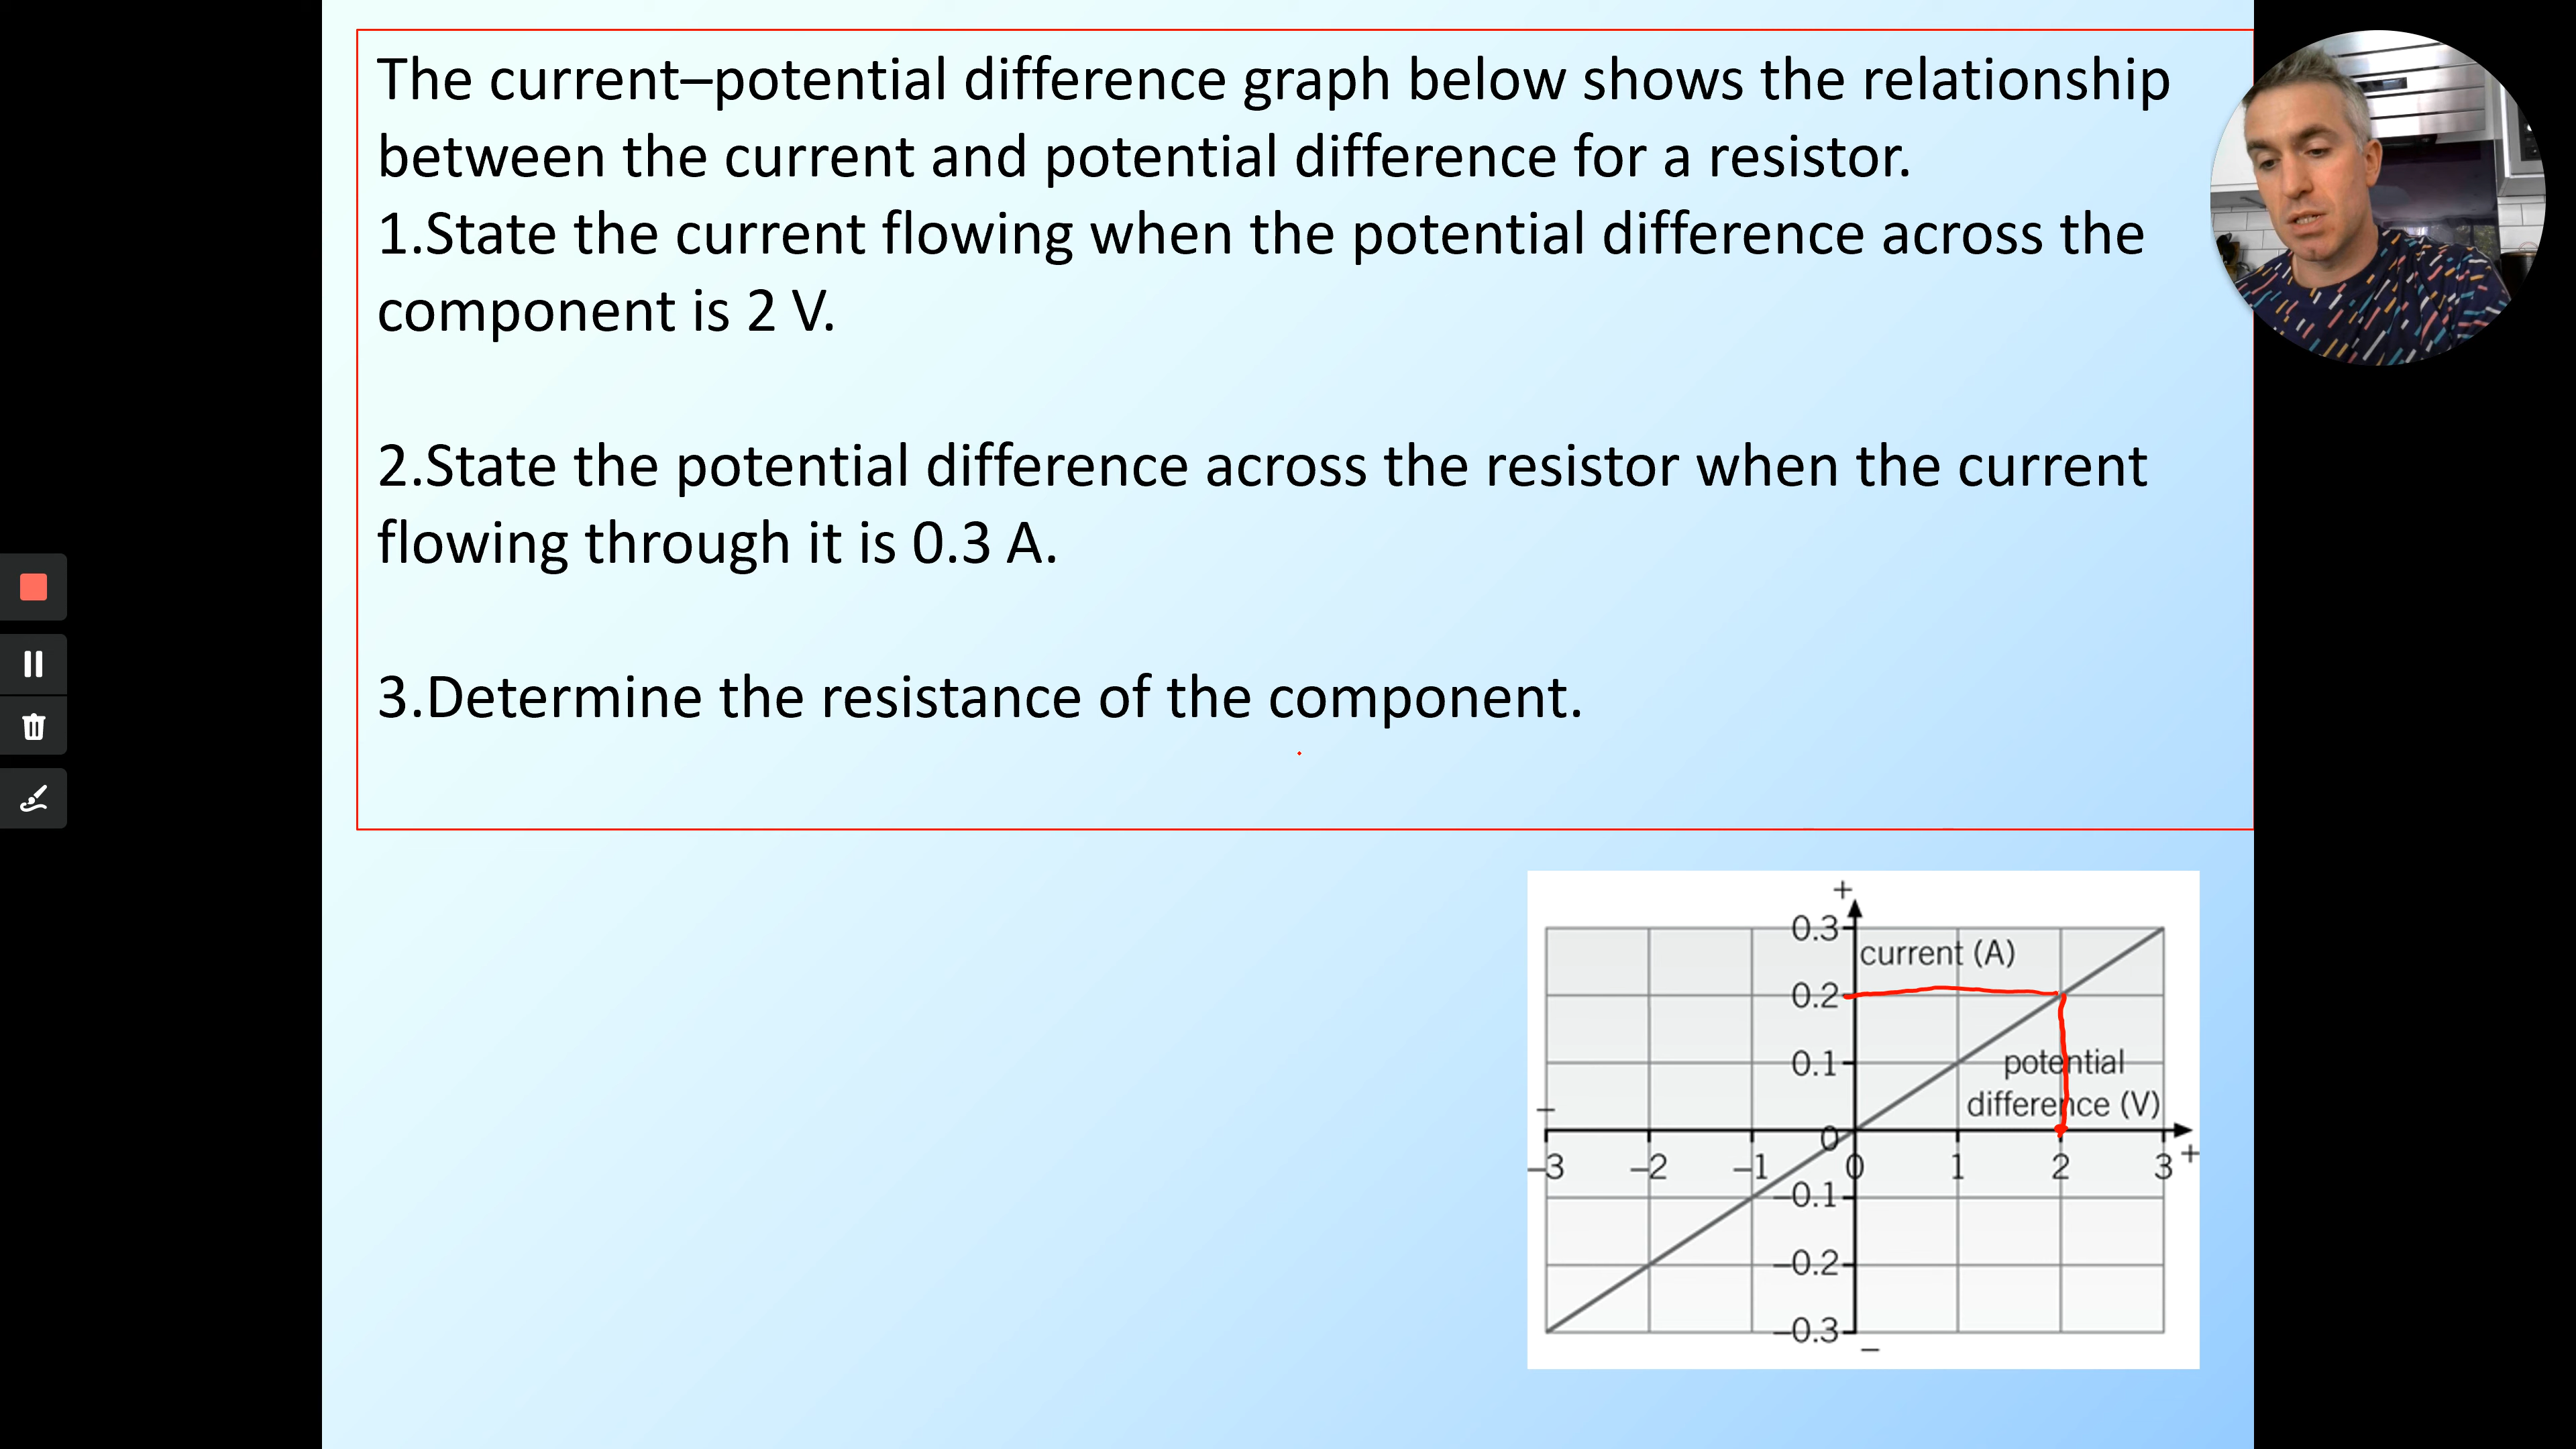 The current–potential difference graph below shows the relationship
between the current and potential difference for a resistor.
1.State the current flowing when the potential difference across the
component is 2 V.
2.State the potential difference across the resistor when the current
flowing through it is 0.3 A.
3.Determine the resistance of the component.
+
0.3
current (A)
0.2
0.1
potential
difference (V)
–
0
–3 –2 –1 0 1 2 3 +
–0.1
–0.2
–0.3
–